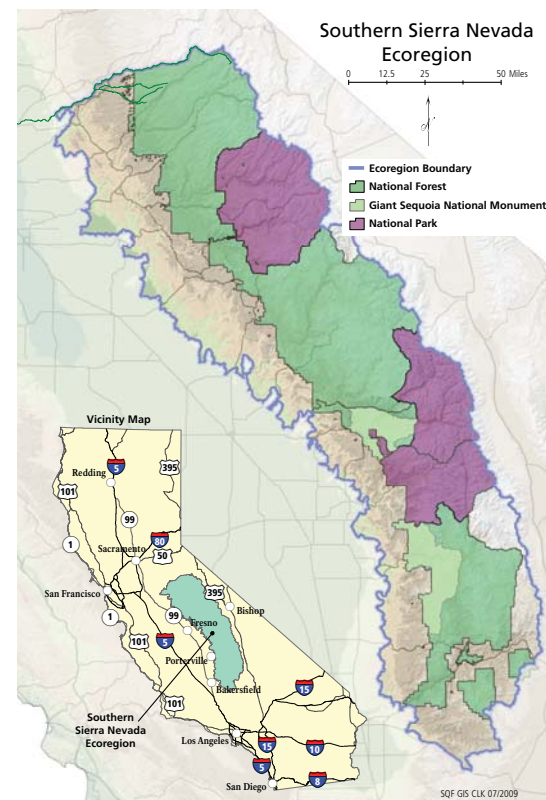 Southern Sierra Nevada
Ecoregion
0 12.5 25 50 Miles
N
Ecoregion Boundary
National Forest
Giant Sequoia National Monument
National Park
Vicinity Map
5
395
Redding
101
99
1
Sacramento
80
50
San Francisco
395
Bishop
1
99
Fresno
101
5
Porterville
15
Bakersfield
101
Southern
Sierra Nevada
Ecoregion
Los Angeles
15
10
5
8
San Diego
SQF GIS CLK 07/2009